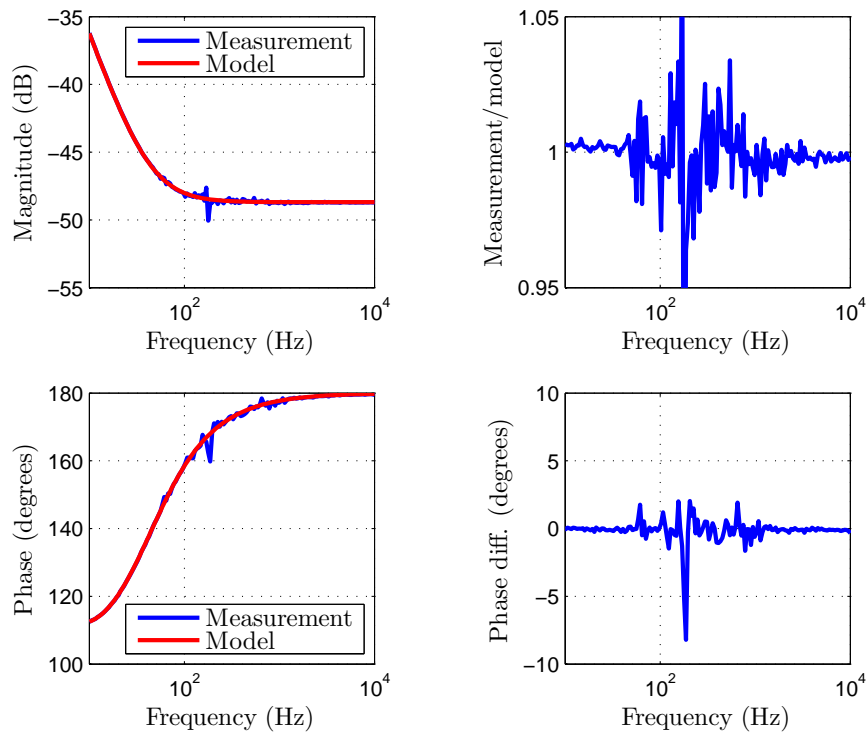 −35
−40
−45
−50
−55
Magnitude (dB)
Measurement
Model
10^2
10^4
Frequency (Hz)
1.05
1
0.95
Measurement/model
10^2
10^4
Frequency (Hz)
180
160
140
120
100
Phase (degrees)
Measurement
Model
10^2
10^4
Frequency (Hz)
10
5
0
−5
−10
Phase diff. (degrees)
10^2
10^4
Frequency (Hz)